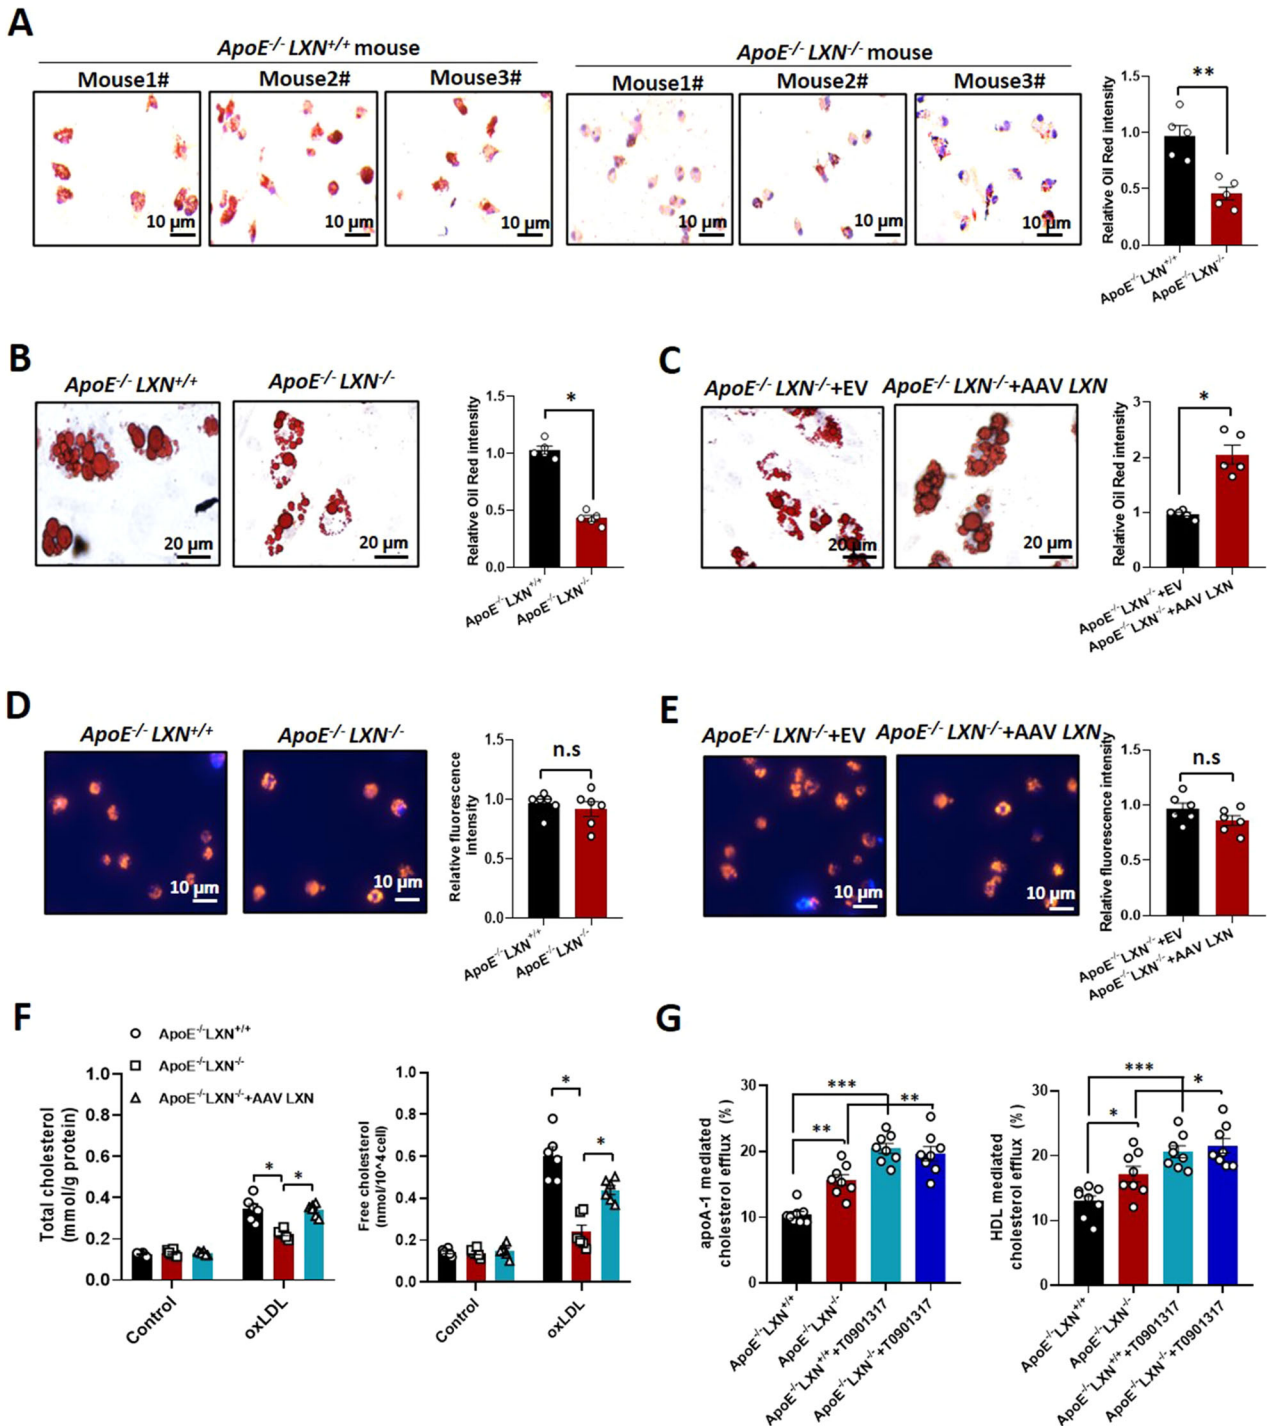 A
ApoE-/- LXN+/+ mouse
ApoE-/- LXN-/- mouse
Mouse1#
Mouse2#
Mouse3#
Mouse1#
Mouse2#
Mouse3#
10 μm
10 μm
10 μm
10 μm
10 μm
10 μm
Relative Oil Red intensity
1.5
1.0
0.5
0.0
**
ApoE-/-LXN+/+
ApoE-/-LXN-/-
B
ApoE-/- LXN+/+
ApoE-/- LXN-/-
20 μm
20 μm
Relative Oil Red intensity
1.5
1.0
0.5
0.0
*
ApoE-/-LXN+/+
ApoE-/-LXN-/-
C
ApoE-/- LXN-/-+EV
ApoE-/- LXN-/-+AAV LXN
20 μm
20 μm
Relative Oil Red intensity
3
2
1
0
*
ApoE-/-LXN-/-+EV
ApoE-/-LXN-/-+AAV LXN
D
ApoE-/- LXN+/+
ApoE-/- LXN-/-
10 μm
10 μm
Relative fluorescence
intensity
1.5
1.0
0.5
0.0
n.s
ApoE-/-LXN+/+
ApoE-/-LXN-/-
E
ApoE-/- LXN-/-+EV
ApoE-/- LXN-/-+AAV LXN
10 μm
10 μm
Relative fluorescence intensity
1.5
1.0
0.5
0.0
n.s
ApoE-/-LXN-/-+EV
ApoE-/-LXN-/-+AAV LXN
F
ApoE-/-LXN+/+
ApoE-/-LXN-/-
ApoE-/-LXN-/-+AAV LXN
Total cholesterol
(mmol/g protein)
1.0
0.8
0.6
0.4
0.2
0.0
* *
Control
oxLDL
Free cholesterol
(nmol/10^4cell)
1.0
0.8
0.6
0.4
0.2
0.0
*
*
Control
oxLDL
G
apoA-1 mediated
cholesterol efflux (%)
30
20
10
0
***
**
**
ApoE-/-LXN+/+
ApoE-/-LXN-/-
ApoE-/-LXN+/++T0901317
ApoE-/-LXN-/-+T0901317
HDL mediated
cholesterol efflux (%)
30
20
10
0
***
*
*
ApoE-/-LXN+/+
ApoE-/-LXN-/-
ApoE-/-LXN+/++T0901317
ApoE-/-LXN-/-+T0901317